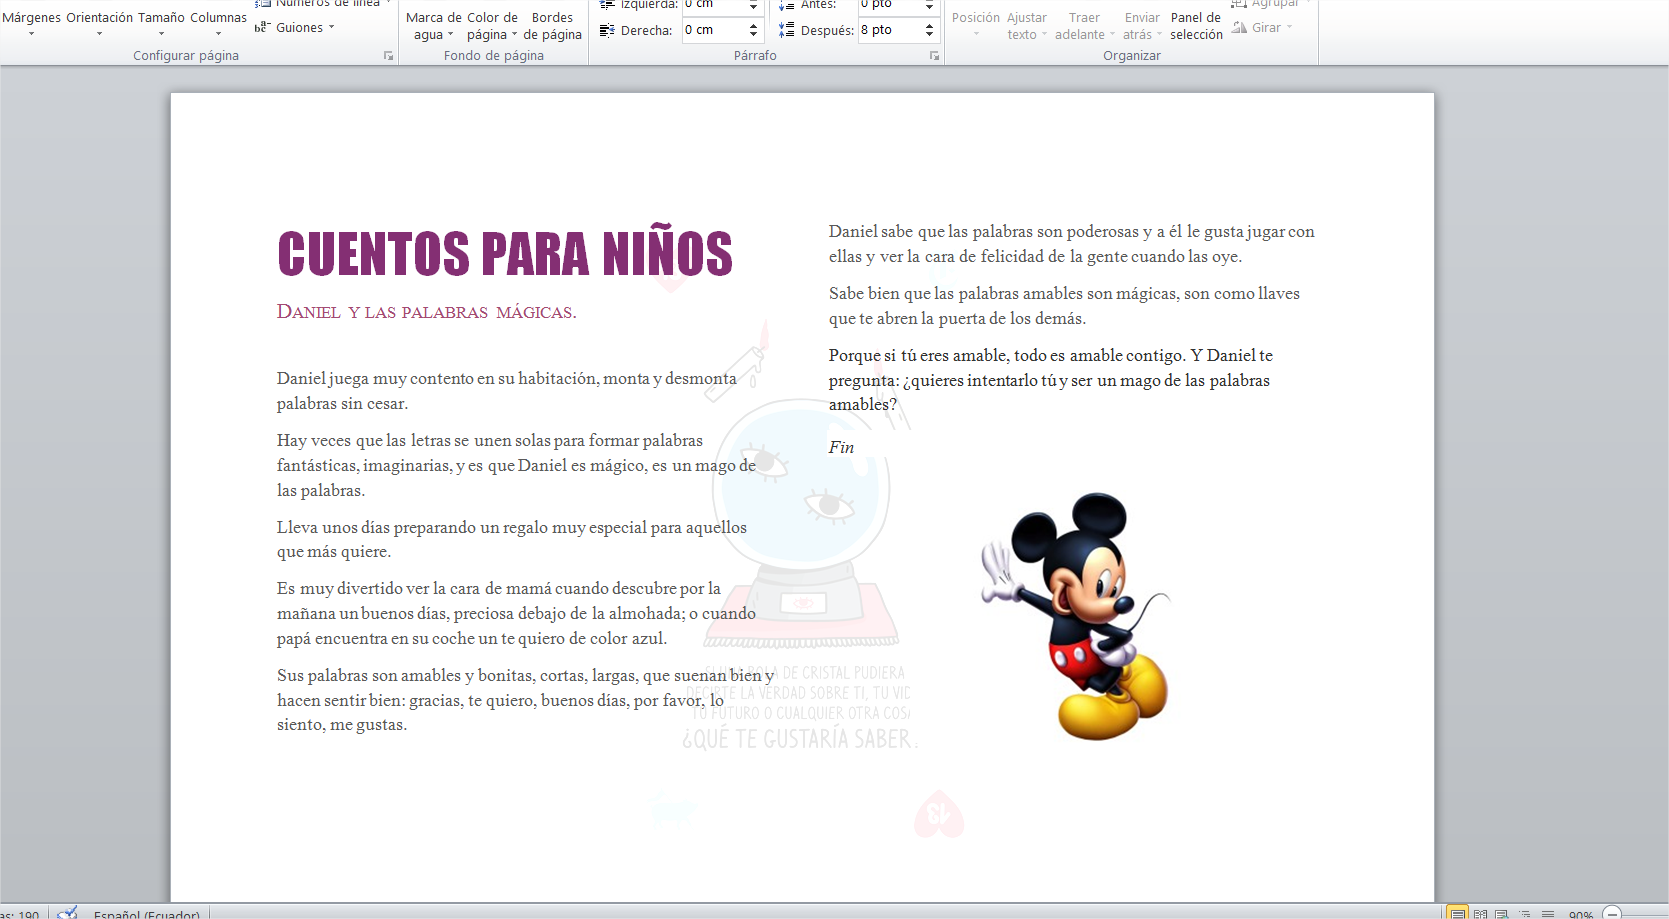 Números de línea
Izquierda: 0 cm
Antes: 0 pto
Agrupar
Márgenes Orientación Tamaño Columnas
Marca de agua Color de página Bordes de página
Posición Ajustar texto Traer adelante Enviar atrás Panel de selección
Guiones
Derecha: 0 cm
Después: 8 pto
Girar
Configurar página
Fondo de página
Párrafo
Organizar
CUENTOS PARA NIÑOS
DANIEL Y LAS PALABRAS MÁGICAS.
Daniel juega muy contento en su habitación, monta y desmonta
palabras sin cesar.
Hay veces que las letras se unen solas para formar palabras
fantásticas, imaginarias, y es que Daniel es mágico, es un mago de
las palabras.
Lleva unos días preparando un regalo muy especial para aquellos
que más quiere.
Es muy divertido ver la cara de mamá cuando descubre por la
mañana un buenos días, preciosa debajo de la almohada; o cuando
papá encuentra en su coche un te quiero de color azul.
Sus palabras son amables y bonitas, cortas, largas, que suenan bien y
hacen sentir bien: gracias, te quiero, buenos días, por favor, lo
siento, me gustas.
Daniel sabe que las palabras son poderosas y a él le gusta jugar con
ellas y ver la cara de felicidad de la gente cuando las oye.
Sabe bien que las palabras amables son mágicas, son como llaves
que te abren la puerta de los demás.
Porque si tú eres amable, todo es amable contigo. Y Daniel te
pregunta: ¿quieres intentarlo tú y ser un mago de las palabras
amables?
Fin
SI UNA BOLA DE CRISTAL PUDIERA
DECIRTE LA VERDAD SOBRE TI, TU
TU FUTURO O CUALQUIER OTRA
¿QUÉ TE GUSTARÍA SABER
13
190
Español (Ecuador)
90%